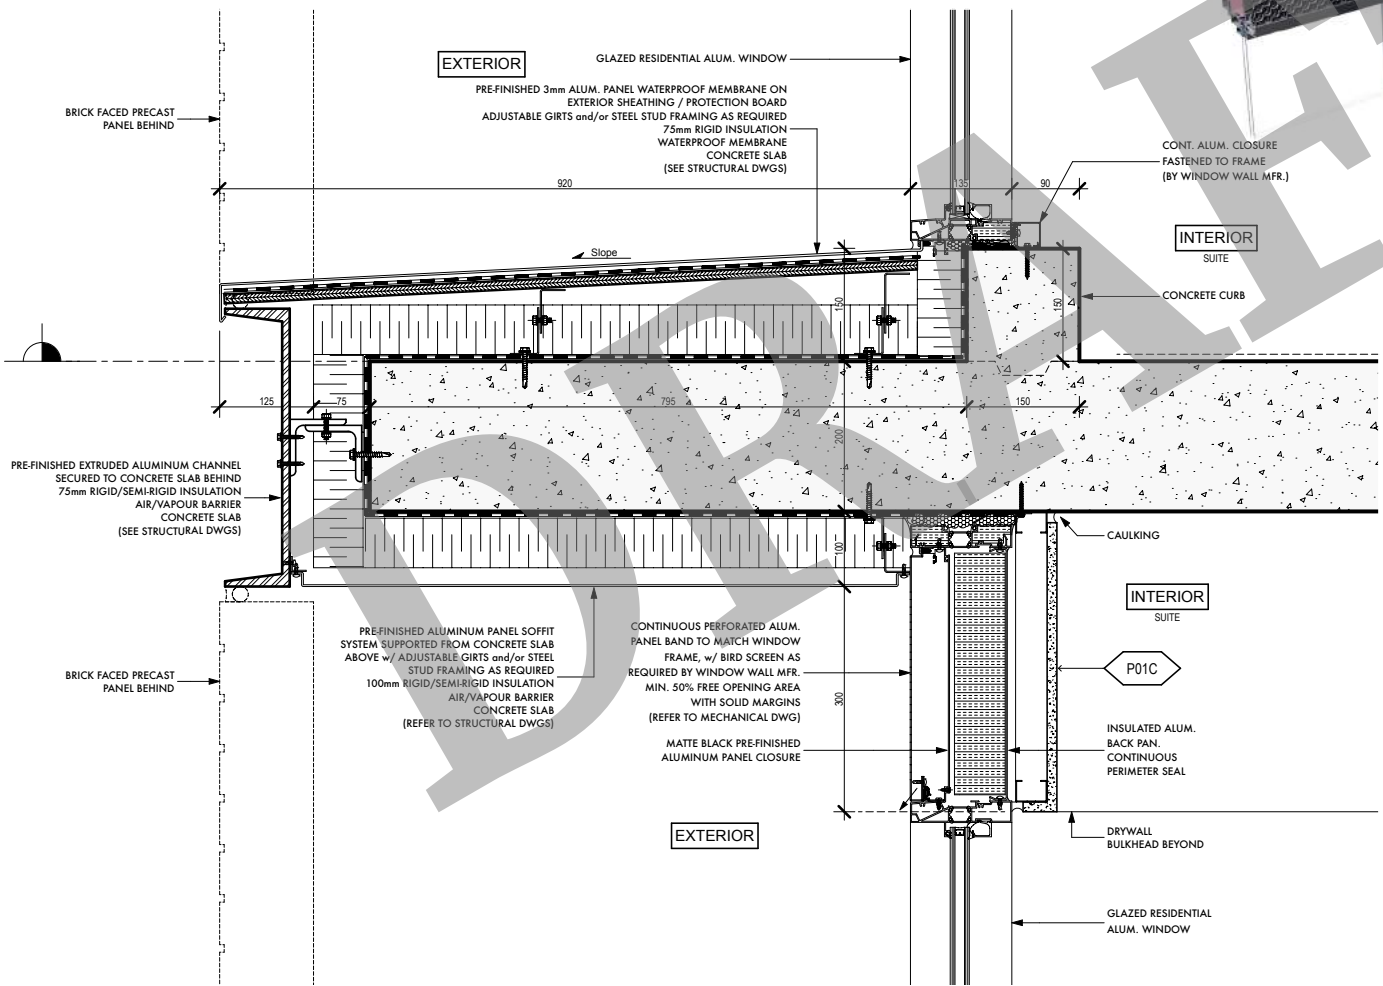 EXTERIOR
GLAZED RESIDENTIAL ALUM. WINDOW
PRE-FINISHED 3mm ALUM. PANEL WATERPROOF MEMBRANE ON
EXTERIOR SHEATHING / PROTECTION BOARD
ADJUSTABLE GIRTS and/or STEEL STUD FRAMING AS REQUIRED
75mm RIGID INSULATION
WATERPROOF MEMBRANE
CONCRETE SLAB
(SEE STRUCTURAL DWGS)
BRICK FACED PRECAST
PANEL BEHIND
CONT. ALUM. CLOSURE
FASTENED TO FRAME
(BY WINDOW WALL MFR.)
920
135
90
INTERIOR
SUITE
Slope
150
150
CONCRETE CURB
125
75
795
150
200
PRE-FINISHED EXTRUDED ALUMINUM CHANNEL
SECURED TO CONCRETE SLAB BEHIND
75mm RIGID/SEMI-RIGID INSULATION
AIR/VAPOUR BARRIER
CONCRETE SLAB
(SEE STRUCTURAL DWGS)
100
CAULKING
INTERIOR
SUITE
PRE-FINISHED ALUMINUM PANEL SOFFIT
SYSTEM SUPPORTED FROM CONCRETE SLAB
ABOVE w/ ADJUSTABLE GIRTS and/or STEEL
STUD FRAMING AS REQUIRED
100mm RIGID/SEMI-RIGID INSULATION
AIR/VAPOUR BARRIER
CONCRETE SLAB
(REFER TO STRUCTURAL DWGS)
CONTINUOUS PERFORATED ALUM.
PANEL BAND TO MATCH WINDOW
FRAME, w/ BIRD SCREEN AS
REQUIRED BY WINDOW WALL MFR.
MIN. 50% FREE OPENING AREA
WITH SOLID MARGINS
(REFER TO MECHANICAL DWG)
BRICK FACED PRECAST
PANEL BEHIND
P01C
300
MATTE BLACK PRE-FINISHED
ALUMINUM PANEL CLOSURE
INSULATED ALUM.
BACK PAN.
CONTINUOUS
PERIMETER SEAL
EXTERIOR
DRYWALL
BULKHEAD BEYOND
GLAZED RESIDENTIAL
ALUM. WINDOW
DRAF